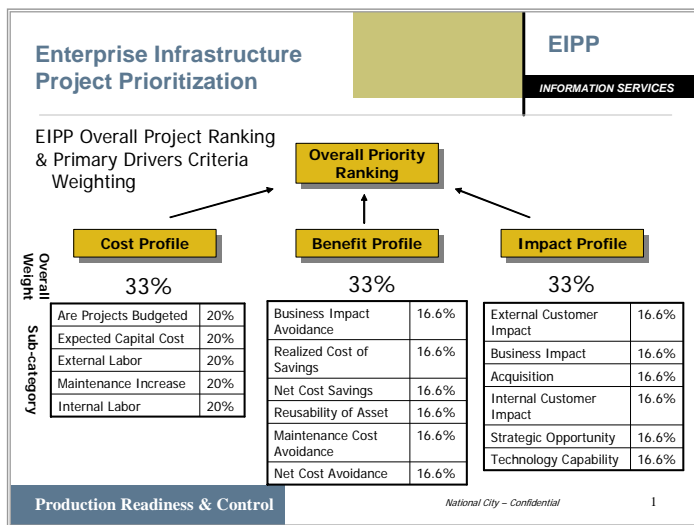 Enterprise Infrastructure
Project Prioritization
EIPP
INFORMATION SERVICES
EIPP Overall Project Ranking
& Primary Drivers Criteria
Weighting
Overall Priority
Ranking
Cost Profile
Benefit Profile
Impact Profile
Overall
Weight
33%
33%
33%
Sub-category
Are Projects Budgeted 20%
Expected Capital Cost 20%
External Labor 20%
Maintenance Increase 20%
Internal Labor 20%
Business Impact 16.6%
Avoidance
Realized Cost of 16.6%
Savings
Net Cost Savings 16.6%
Reusability of Asset 16.6%
Maintenance Cost 16.6%
Avoidance
Net Cost Avoidance 16.6%
External Customer 16.6%
Impact
Business Impact 16.6%
Acquisition 16.6%
Internal Customer 16.6%
Impact
Strategic Opportunity 16.6%
Technology Capability 16.6%
Production Readiness & Control
National City – Confidential
1